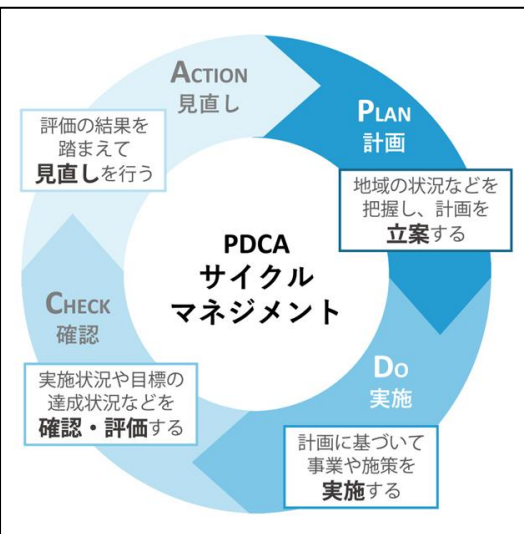 PDCA
サイクル
マネジメント
PLAN
計画
地域の状況などを
把握し、計画を
立案する
DO
実施
計画に基づいて
事業や施策を
実施する
CHECK
確認
実施状況や目標の
達成状況などを
確認・評価する
ACTION
見直し
評価の結果を
踏まえて
見直しを行う